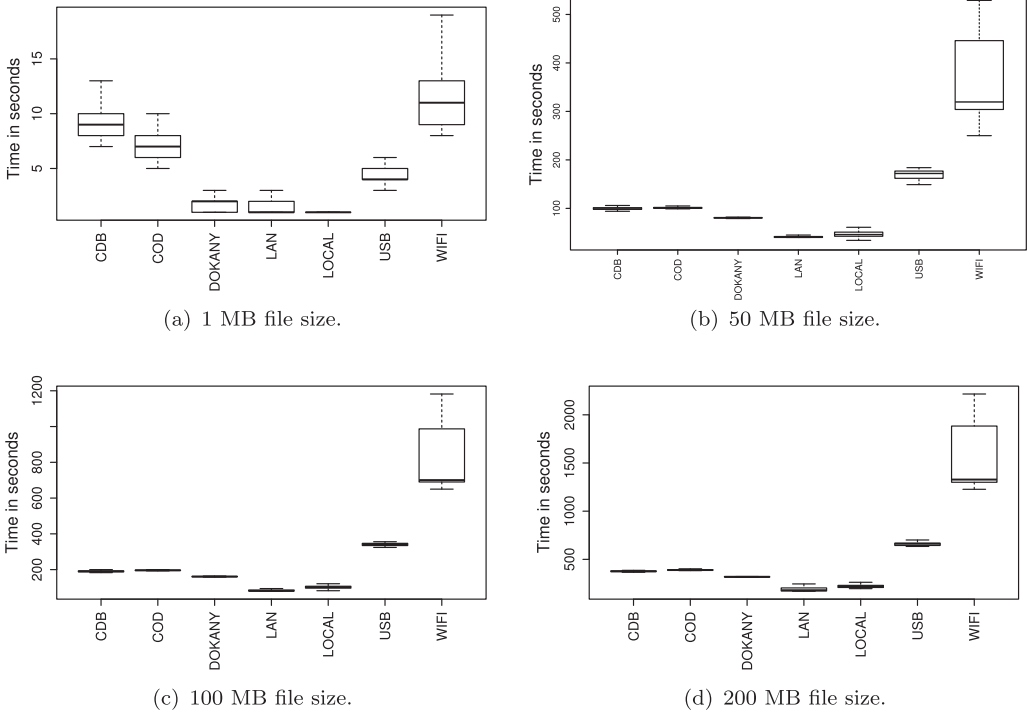 Time in seconds
5
10
15
CDB
COD
DOKANY
LAN
LOCAL
USB
WIFI
(a) 1 MB file size.
Time in seconds
100
200
300
400
500
CDB
COD
DOKANY
LAN
LOCAL
USB
WIFI
(b) 50 MB file size.
Time in seconds
200
400
600
800
1200
CDB
COD
DOKANY
LAN
LOCAL
USB
WIFI
(c) 100 MB file size.
Time in seconds
500
1000
1500
2000
CDB
COD
DOKANY
LAN
LOCAL
USB
WIFI
(d) 200 MB file size.